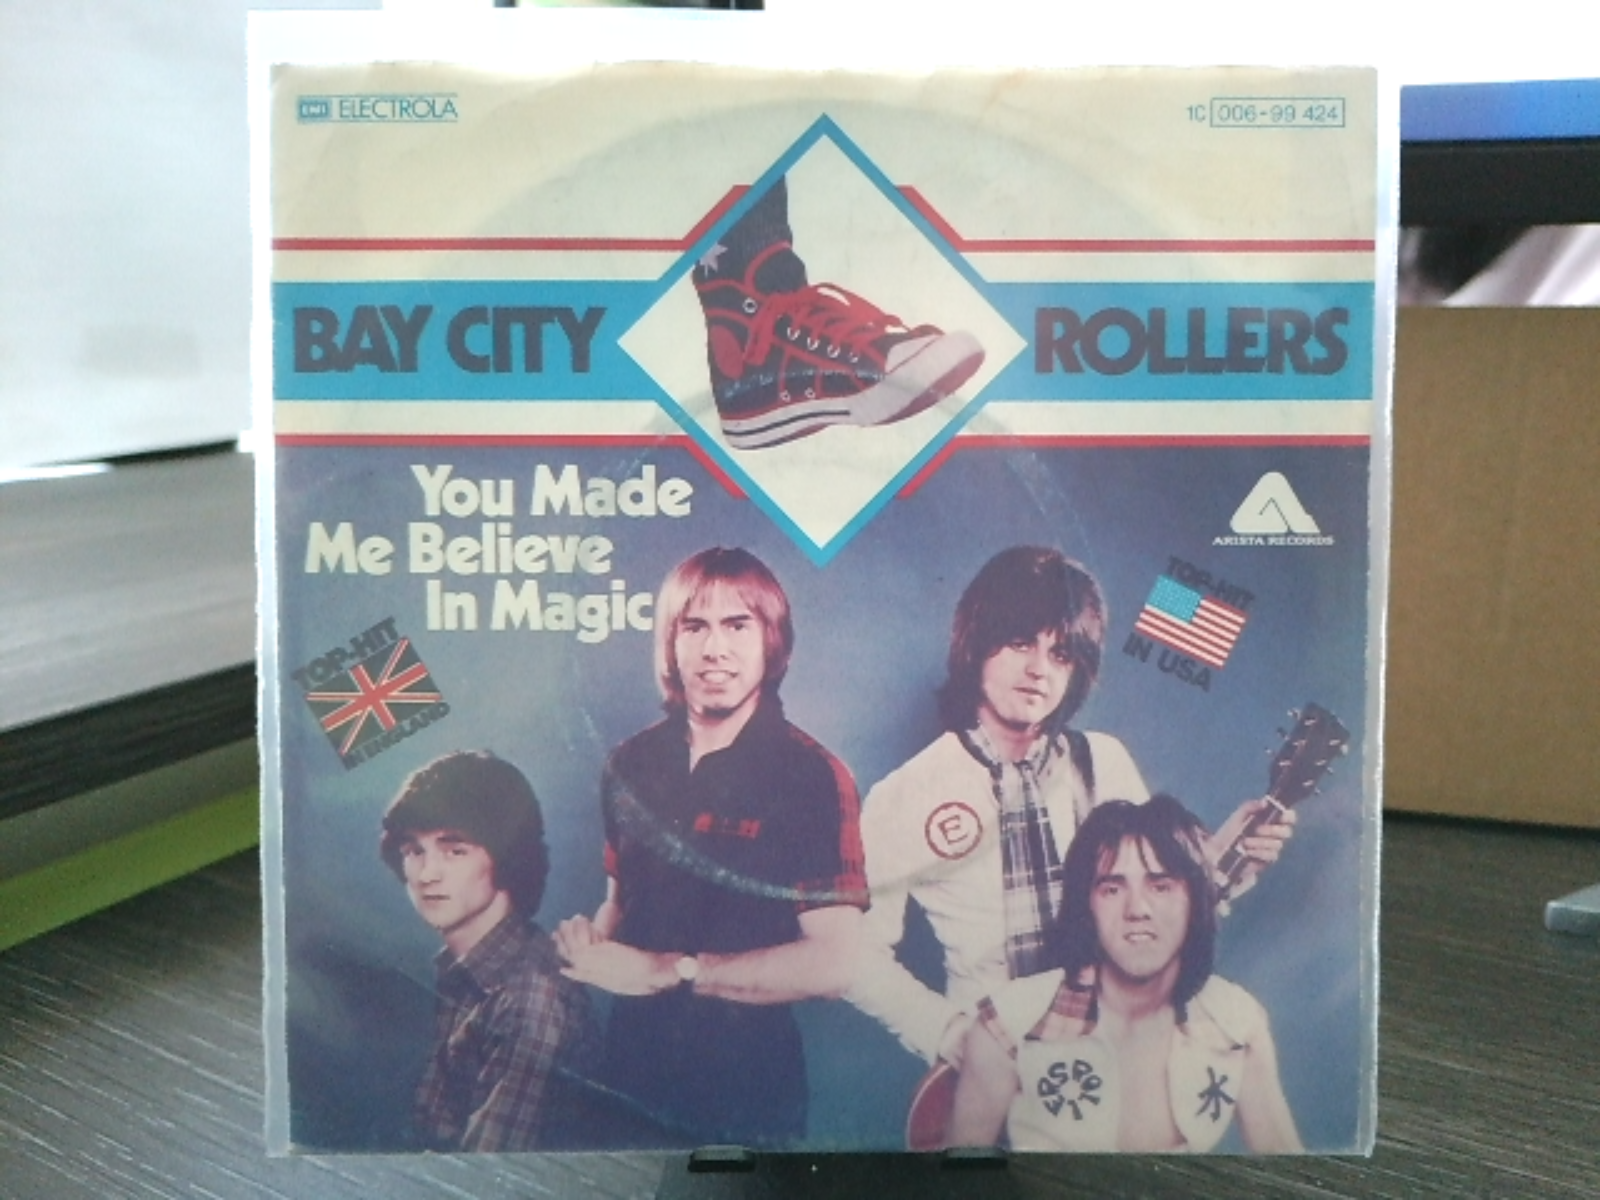 EMI ELECTROLA
1C 006-99 424
BAY CITY ROLLERS
You Made
Me Believe
In Magic
ARISTA RECORDS
TOP-HIT
IN USA
TOP-HIT
IN ENGLAND
E
水